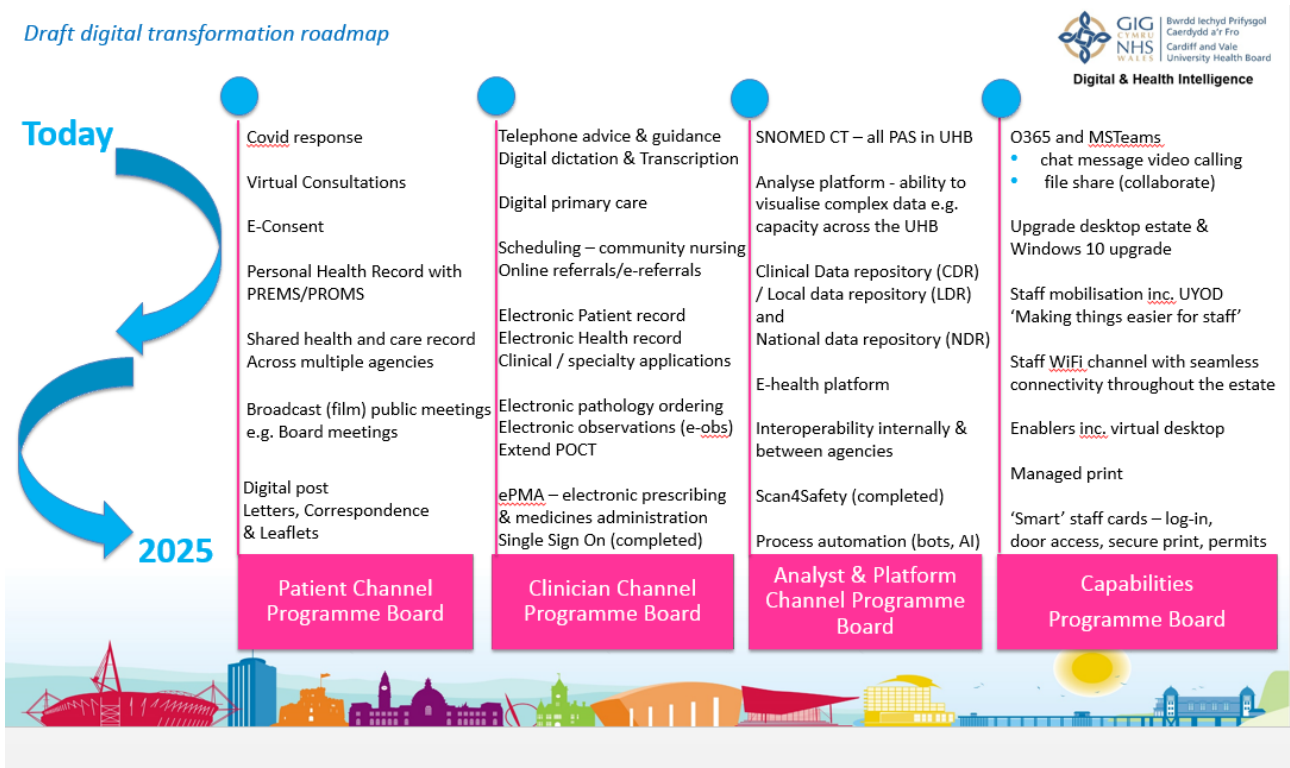 Draft digital transformation roadmap
GIG
CYMRU
NHS
WALES
Bwrdd Iechyd Prifysgol
Caerdydd a'r Fro
Cardiff and Vale
University Health Board
Digital & Health Intelligence
Today
2025
Covid response
Virtual Consultations
E-Consent
Personal Health Record with
PREMS/PROMS
Shared health and care record
Across multiple agencies
Broadcast (film) public meetings
e.g. Board meetings
Digital post
Letters, Correspondence
& Leaflets
Patient Channel
Programme Board
Telephone advice & guidance
Digital dictation & Transcription
Digital primary care
Scheduling – community nursing
Online referrals/e-referrals
Electronic Patient record
Electronic Health record
Clinical / specialty applications
Electronic pathology ordering
Electronic observations (e-obs)
Extend POCT
ePMA – electronic prescribing
& medicines administration
Single Sign On (completed)
Clinician Channel
Programme Board
SNOMED CT – all PAS in UHB
Analyse platform - ability to
visualise complex data e.g.
capacity across the UHB
Clinical Data repository (CDR)
/ Local data repository (LDR)
and
National data repository (NDR)
E-health platform
Interoperability internally &
between agencies
Scan4Safety (completed)
Process automation (bots, AI)
Analyst & Platform
Channel Programme
Board
O365 and MSTeams
• chat message video calling
• file share (collaborate)
Upgrade desktop estate &
Windows 10 upgrade
Staff mobilisation inc. UYOD
‘Making things easier for staff’
Staff WiFi channel with seamless
connectivity throughout the estate
Enablers inc. virtual desktop
Managed print
‘Smart’ staff cards – log-in,
door access, secure print, permits
Capabilities
Programme Board